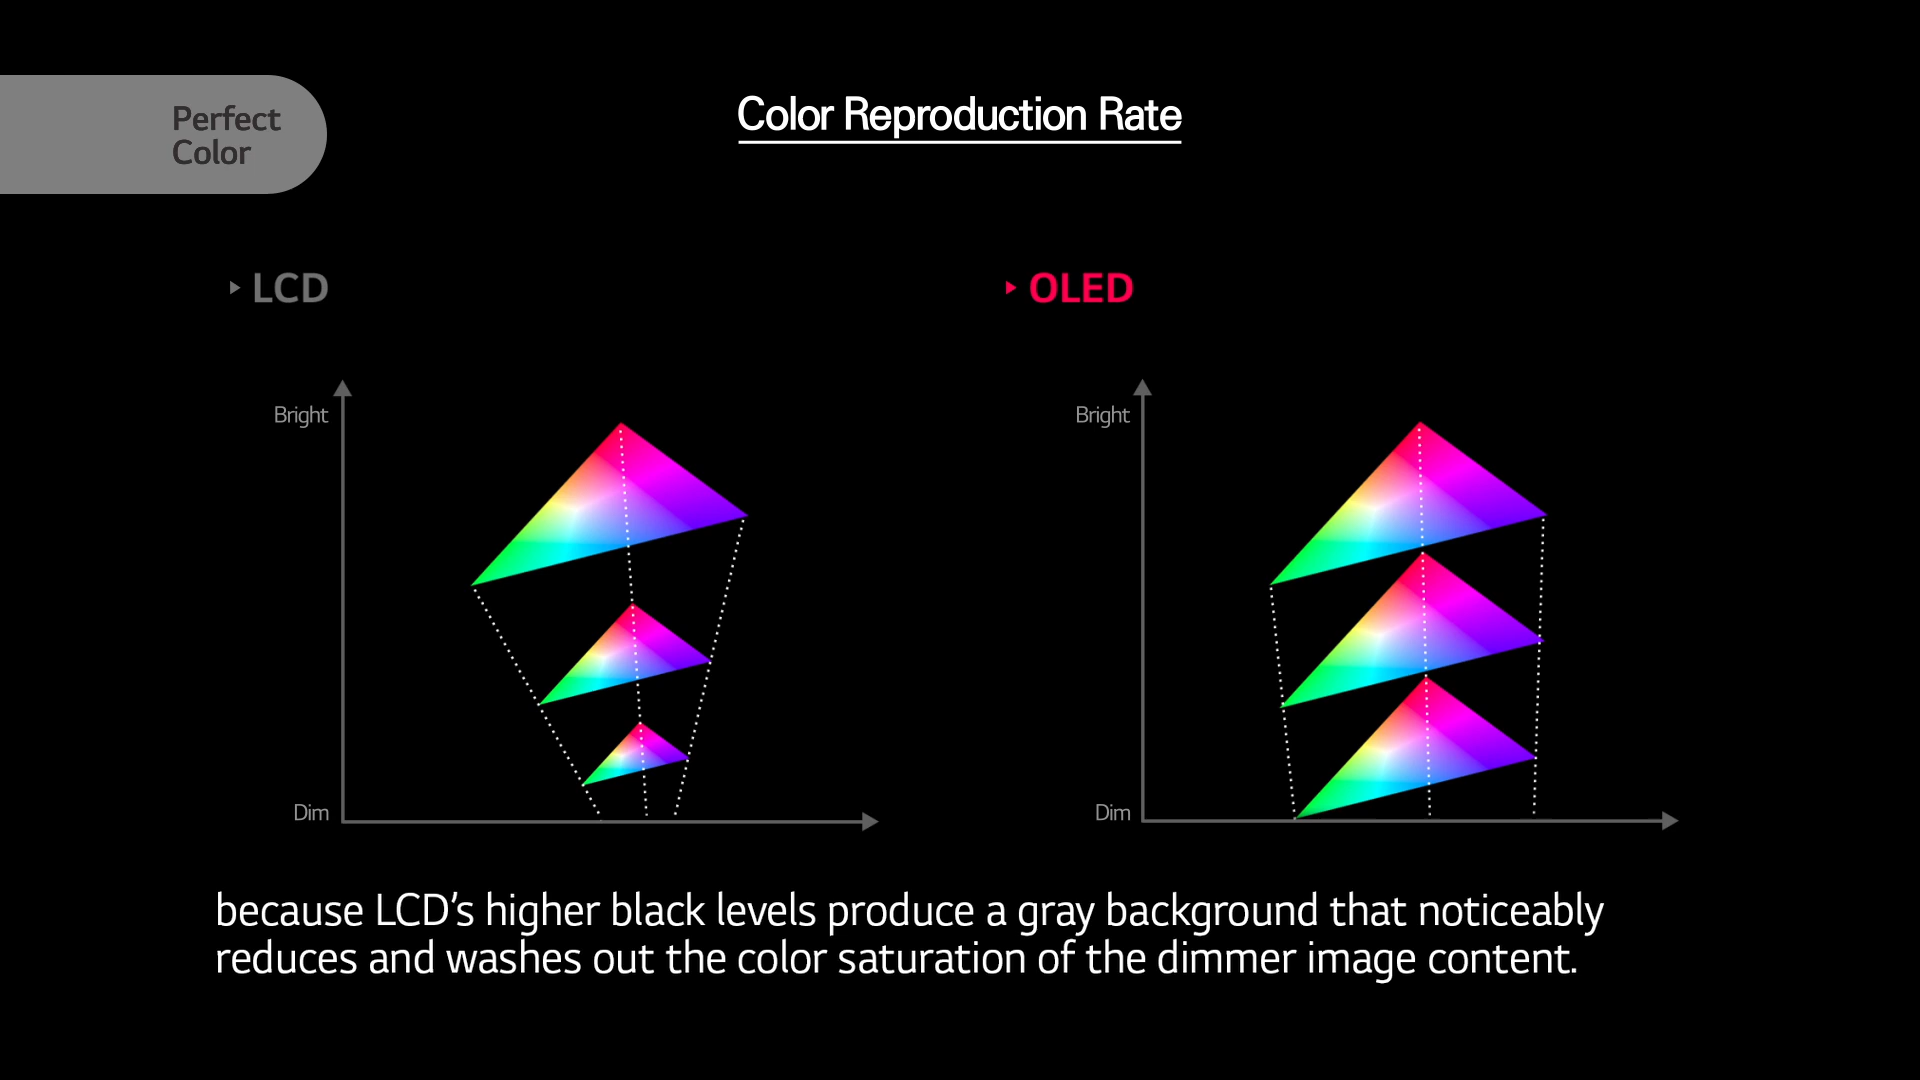 Perfect
Color
Color Reproduction Rate
LCD
OLED
Bright
Dim
Bright
Dim
because LCD’s higher black levels produce a gray background that noticeably
reduces and washes out the color saturation of the dimmer image content.